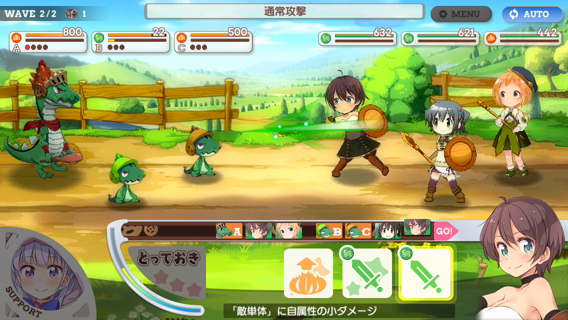 WAVE 2/2 1
通常攻撃
MENU
AUTO
800
A
22
B
500
C
632
621
442
A
B
C
GO!
とっておき
SUPPORT
「敵単体」に自属性の小ダメージ